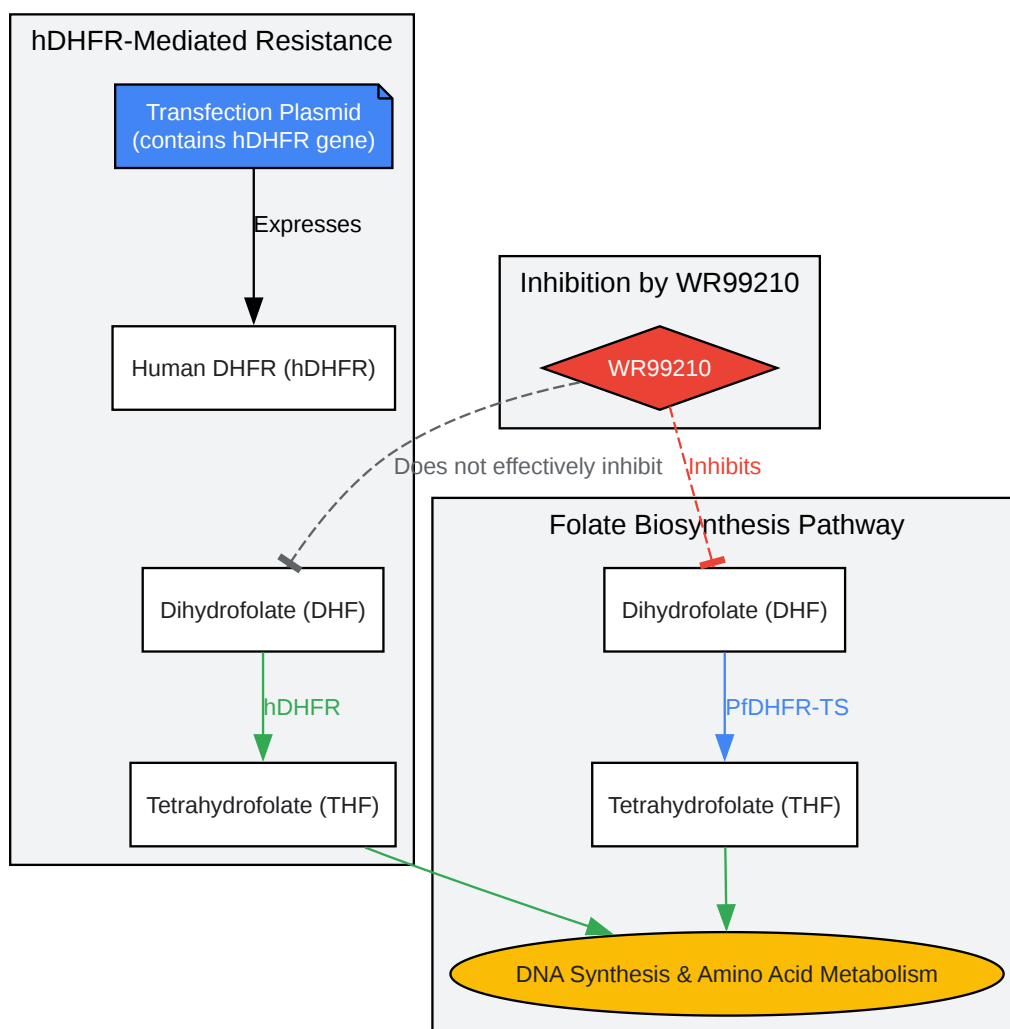 hDHFR-Mediated Resistance
Transfection Plasmid
(contains hDHFR gene)
Expresses
Human DHFR (hDHFR)
Inhibition by WR99210
WR99210
Does not effectively inhibit
Inhibits
Folate Biosynthesis Pathway
Dihydrofolate (DHF)
Dihydrofolate (DHF)
hDHFR
PfDHFR-TS
Tetrahydrofolate (THF)
Tetrahydrofolate (THF)
DNA Synthesis & Amino Acid Metabolism